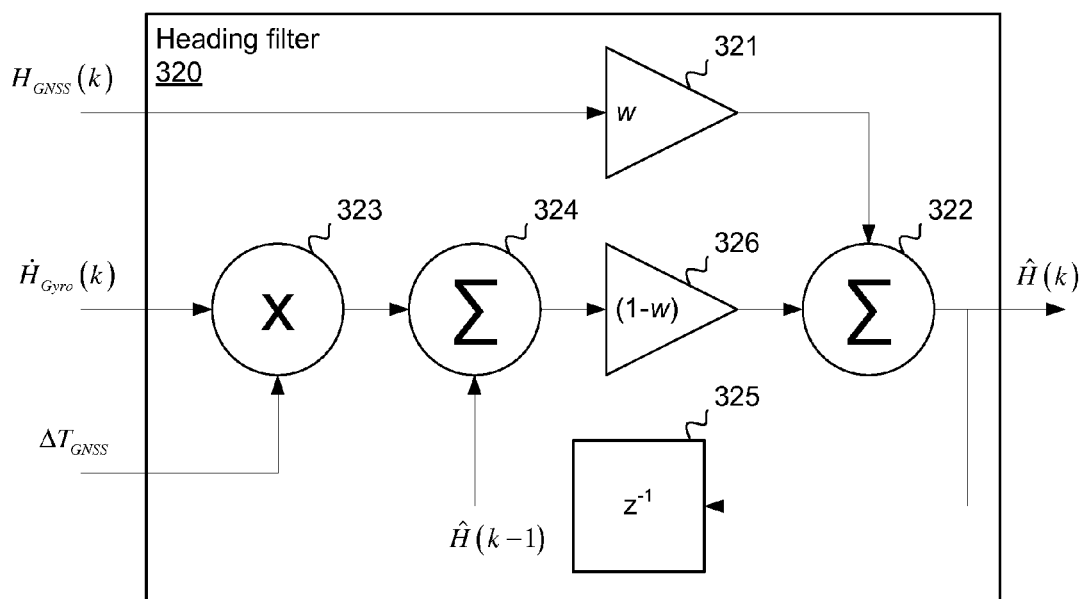 Heading filter
320
321
H_GNSS(k)
w
323
324
326
322
Ḣ_Gyro(k)
x
∑
(1-w)
∑
Ĥ(k)
325
ΔT_GNSS
z⁻¹
Ĥ(k−1)